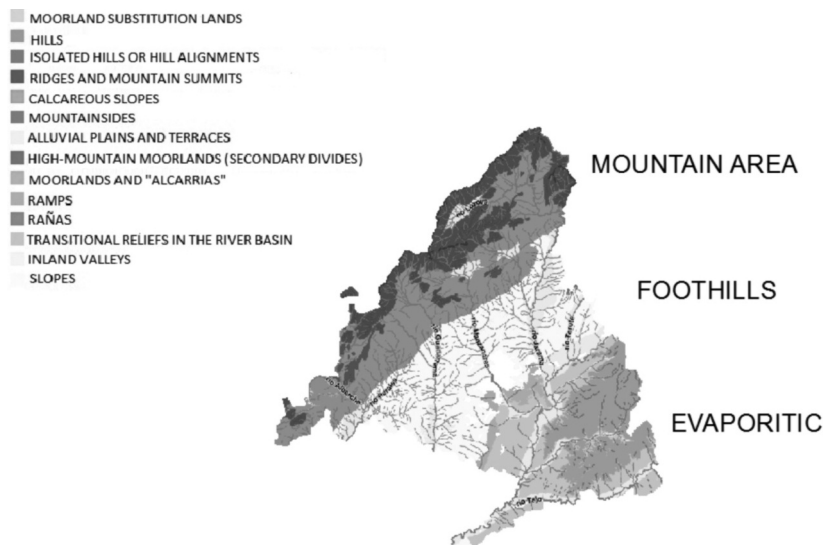 MOORLAND SUBSTITUTION LANDS
HILLS
ISOLATED HILLS OR HILL ALIGNMENTS
RIDGES AND MOUNTAIN SUMMITS
CALCAREOUS SLOPES
MOUNTAINSIDES
ALLUVIAL PLAINS AND TERRACES
HIGH-MOUNTAIN MOORLANDS (SECONDARY DIVIDES)
MOORLANDS AND "ALCARRIAS"
RAMPS
RAÑAS
TRANSITIONAL RELIEFS IN THE RIVER BASIN
INLAND VALLEYS
SLOPES
MOUNTAIN AREA
FOOTHILLS
EVAPORITIC
río Tajo